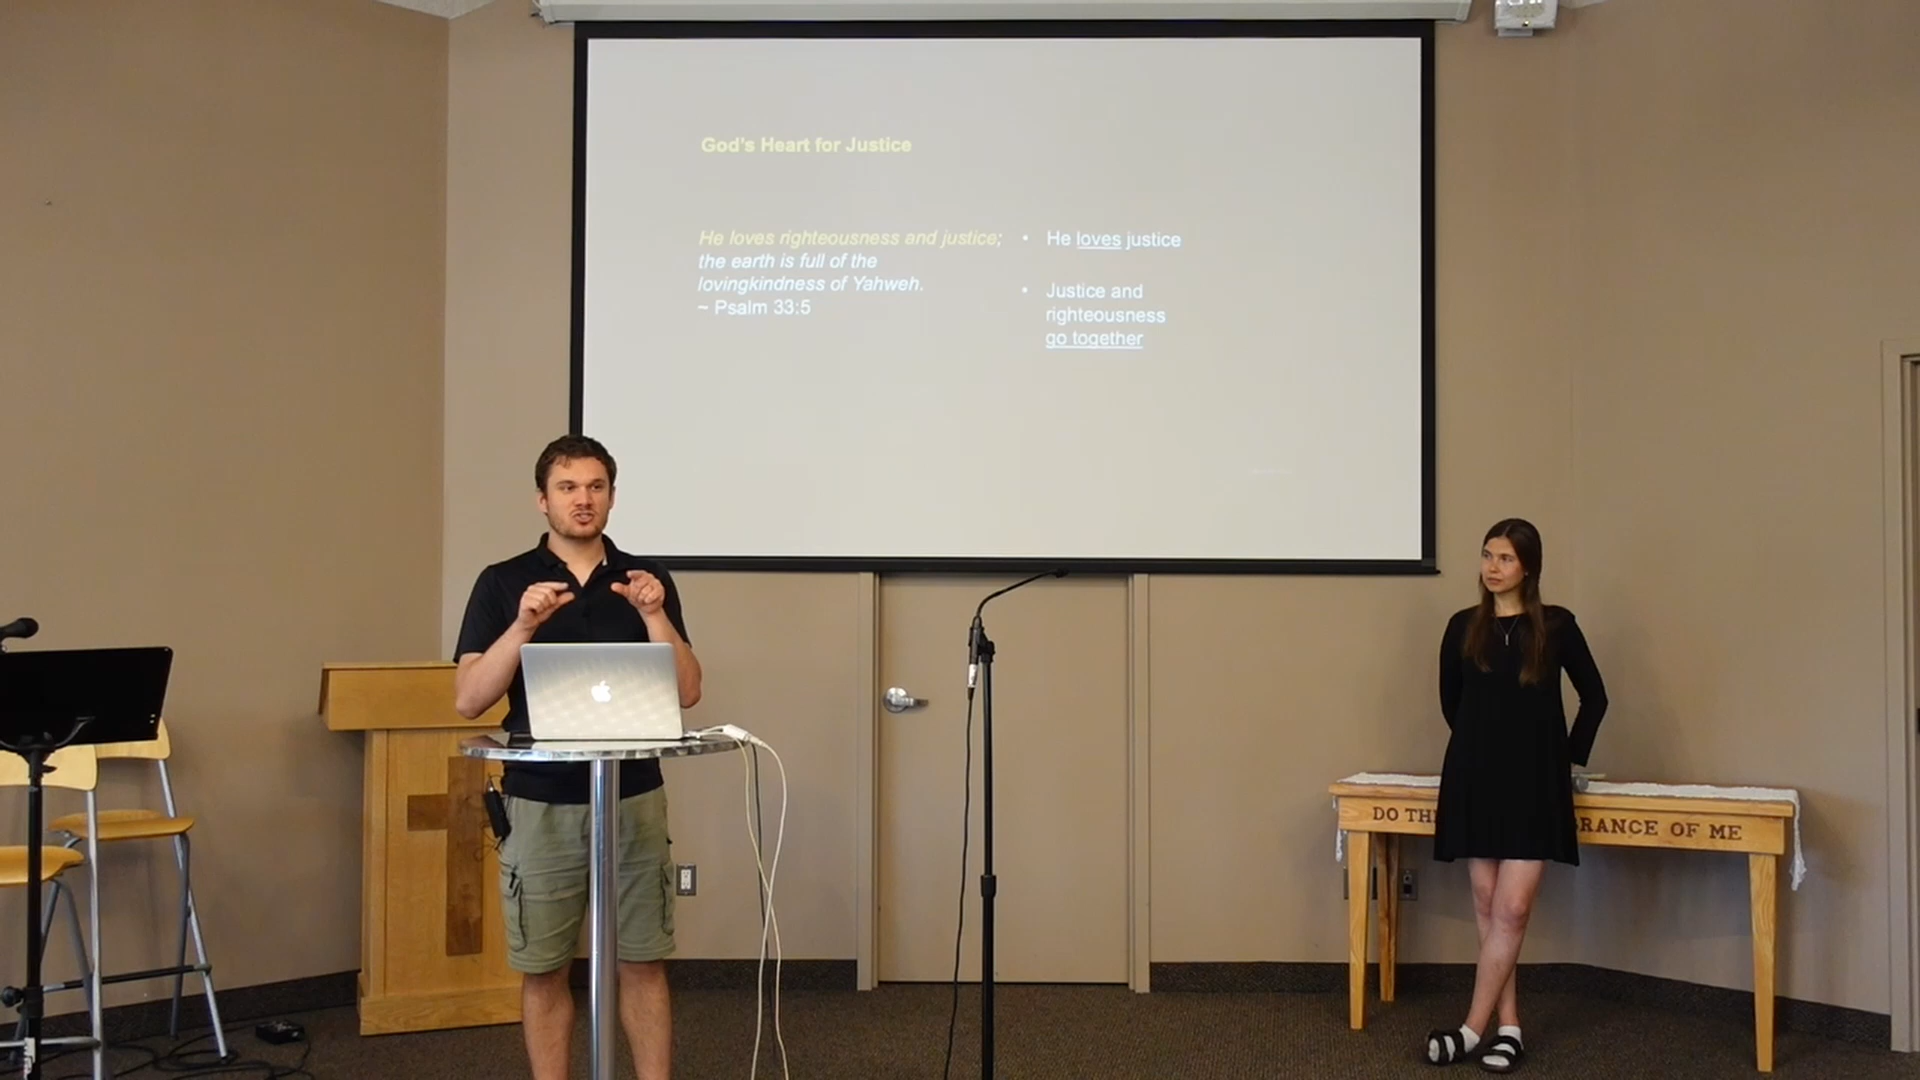 God's Heart for Justice
He loves righteousness and justice;
the earth is full of the
lovingkindness of Yahweh.
~ Psalm 33:5
• He loves justice
• Justice and
righteousness
go together
DO TH RANCE OF ME